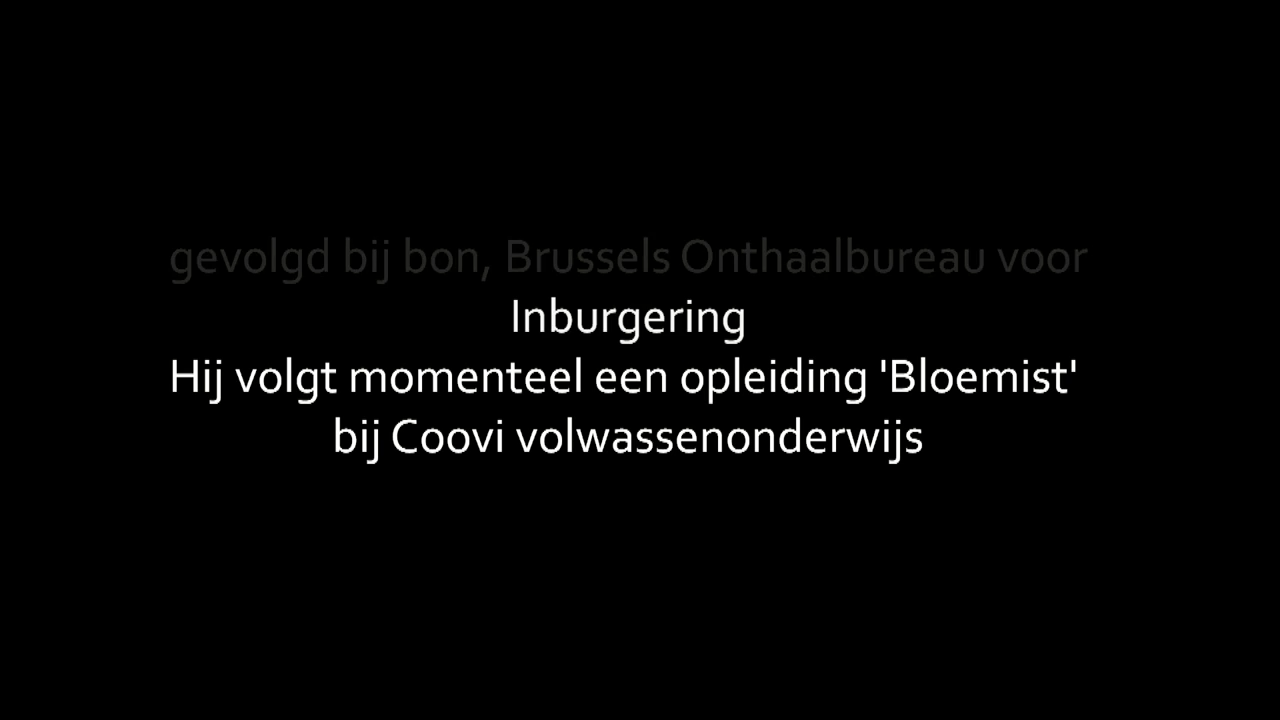 gevolgd bij bon, Brussels Onthaalbureau voor
Inburgering
Hij volgt momenteel een opleiding 'Bloemist'
bij Coovi volwassenonderwijs